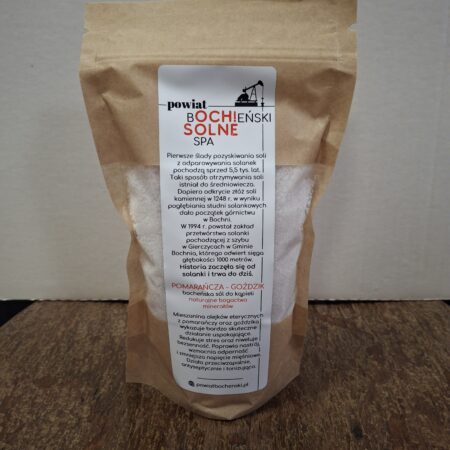 powiat
BOCHEŃSKI
SOLNE
SPA
Pierwsze ślady pozyskiwania soli
z odparowywania solanek
pochodzą sprzed 5,5 tys. lat.
Taki sposób otrzymywania soli
istniał do średniowiecza.
Dopiero odkrycie złóż soli
kamiennej w 1248 r. w wyniku
pogłębiania studni solankowych
dało początek górnictwu
w Bochni.
W 1994 r. powstał zakład
przetwórstwa solanki
pochodzącej z szybu
w Gierczycach w Gminie
Bochnia, którego odwiert sięga
głębokości 1000 metrów.
Historia zaczęła się od
solanki i trwa do dziś.
POMARAŃCZA - GOŹDZIK
bocheńska sól do kąpieli
naturalne bogactwo
minerałów
Mieszanina olejków eterycznych
z pomarańczy oraz goździka
wykazuje bardzo skuteczne
działanie uspokajające.
Redukuje stres oraz niweluje
bezsenność. Poprawia nastrój,
wzmacnia odporność
i zmniejsza napięcie mięśniowe.
Działa przeciwzapalnie,
antyseptycznie i tonizująco.
powiatbochenski.pl